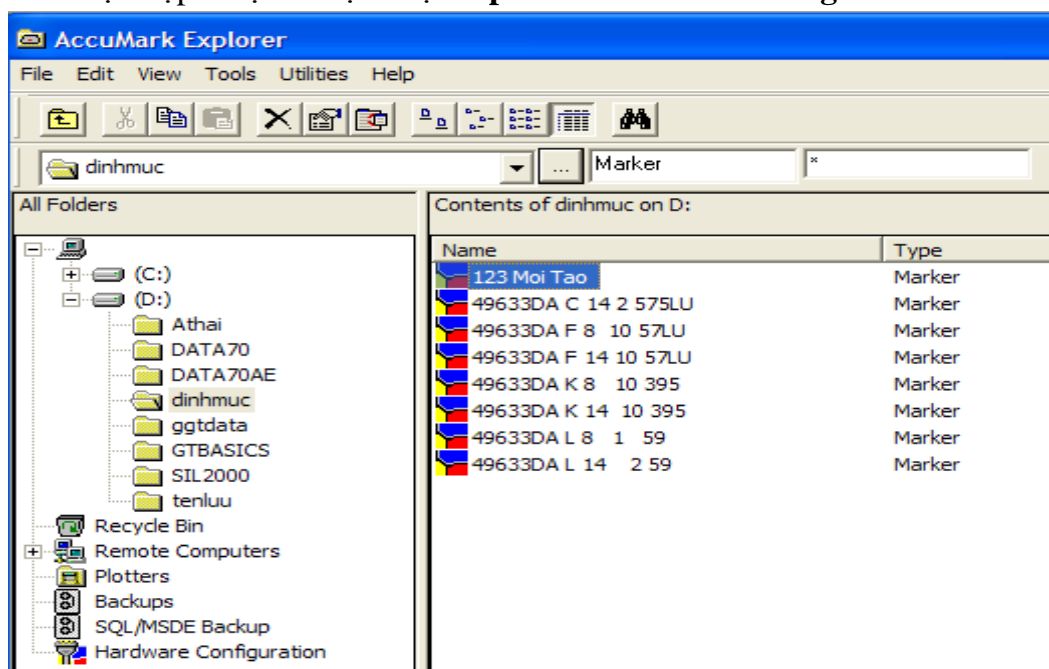 AccuMark Explorer
File Edit View Tools Utilities Help
dinhmuc ... Marker *
All Folders
Contents of dinhmuc on D:
Name Type
(C:)
(D:)
Athai
DATA70
DATA70AE
dinhmuc
ggtdata
GTBASICS
SIL2000
tenluu
Recycle Bin
Remote Computers
Plotters
Backups
SQL/MSDE Backup
Hardware Configuration
123 Moi Tao Marker
49633DA C 14 2 575LU Marker
49633DA F 8 10 57LU Marker
49633DA F 14 10 57LU Marker
49633DA K 8 10 395 Marker
49633DA K 14 10 395 Marker
49633DA L 8 1 59 Marker
49633DA L 14 2 59 Marker